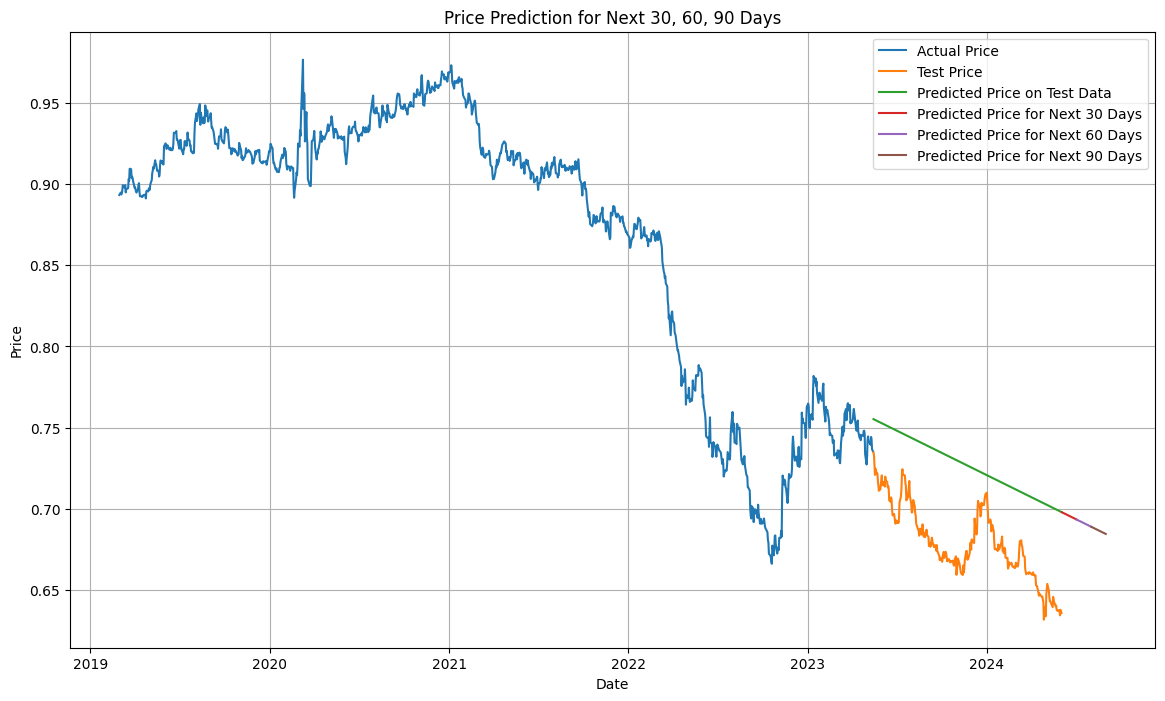 Price Prediction for Next 30, 60, 90 Days
Actual Price
Test Price
Predicted Price on Test Data
Predicted Price for Next 30 Days
Predicted Price for Next 60 Days
Predicted Price for Next 90 Days
Price
0.95
0.90
0.85
0.80
0.75
0.70
0.65
2019
2020
2021
2022
2023
2024
Date